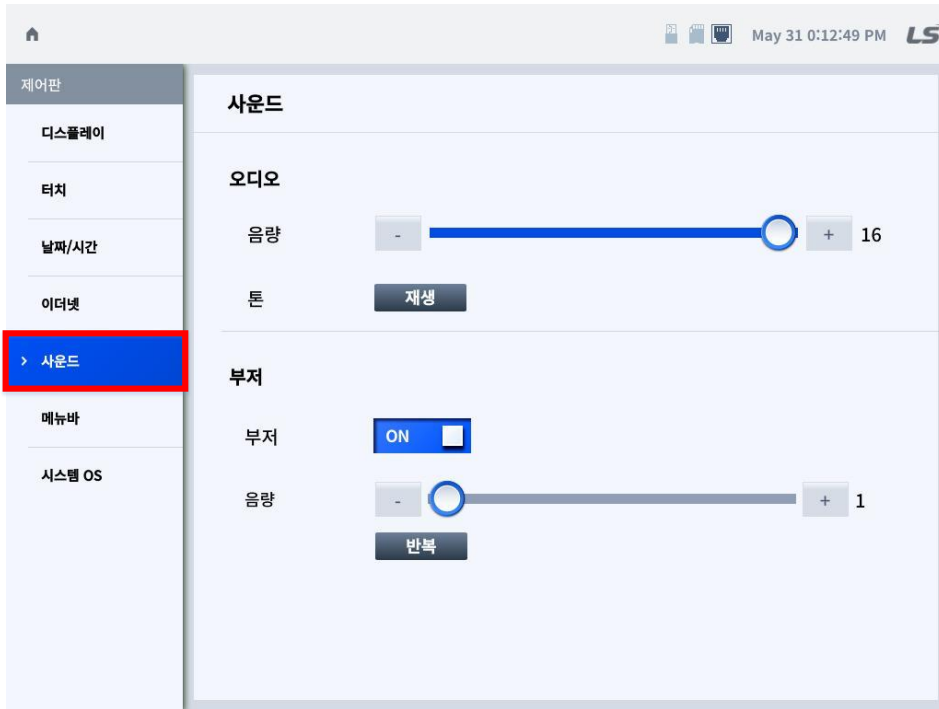 May 31 0:12:49 PM LS
제어판
디스플레이
터치
날짜/시간
이더넷
> 사운드
메뉴바
시스템 OS
사운드
오디오
음량 - + 16
톤 재생
부저
부저 ON
음량 - + 1
반복